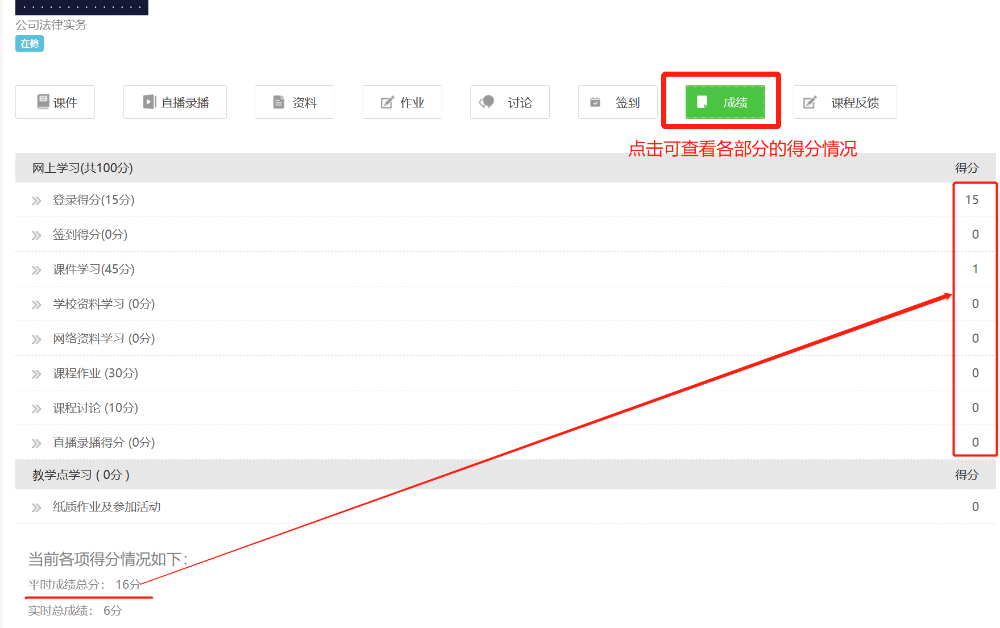 公司法律实务
在修
课件 直播录播 资料 作业 讨论 签到 成绩 课程反馈
点击可查看各部分的得分情况
网上学习(共100分) 得分
登录得分(15分) 15
签到得分(0分) 0
课件学习(45分) 1
学校资料学习 (0分) 0
网络资料学习 (0分) 0
课程作业 (30分) 0
课程讨论 (10分) 0
直播录播得分 (0分) 0
教学点学习 ( 0分 ) 得分
纸质作业及参加活动 0
当前各项得分情况如下：
平时成绩总分： 16分
实时总成绩： 6分